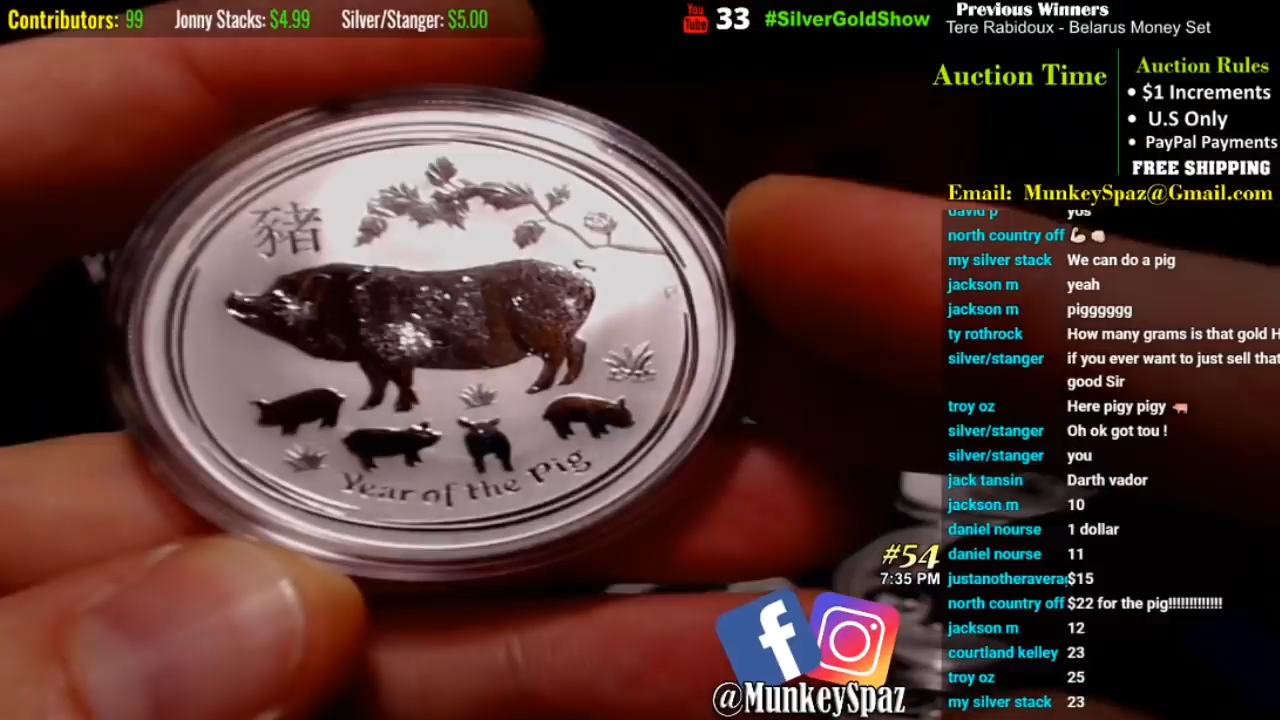 Contributors: 99 Jonny Stacks: $4.99 Silver/Stanger: $5.00
You Tube 33 #SilverGoldShow
Previous Winners
Tere Rabidoux - Belarus Money Set
Auction Time
Auction Rules
• $1 Increments
• U.S Only
• PayPal Payments
FREE SHIPPING
Email: MunkeySpaz@Gmail.com
david p yos
north country off 💪👊
my silver stack We can do a pig
jackson m yeah
jackson m pigggggg
ty rothrock How many grams is that gold H
silver/stanger if you ever want to just sell that
good Sir
troy oz Here pigy pigy 🐖
silver/stanger Oh ok got tou !
silver/stanger you
jack tansin Darth vador
jackson m 10
daniel nourse 1 dollar
daniel nourse 11
justanotheravera $15
north country off $22 for the pig!!!!!!!!!!!!!
jackson m 12
courtland kelley 23
troy oz 25
my silver stack 23
豬
Year of the Pig
#54
7:35 PM
@MunkeySpaz